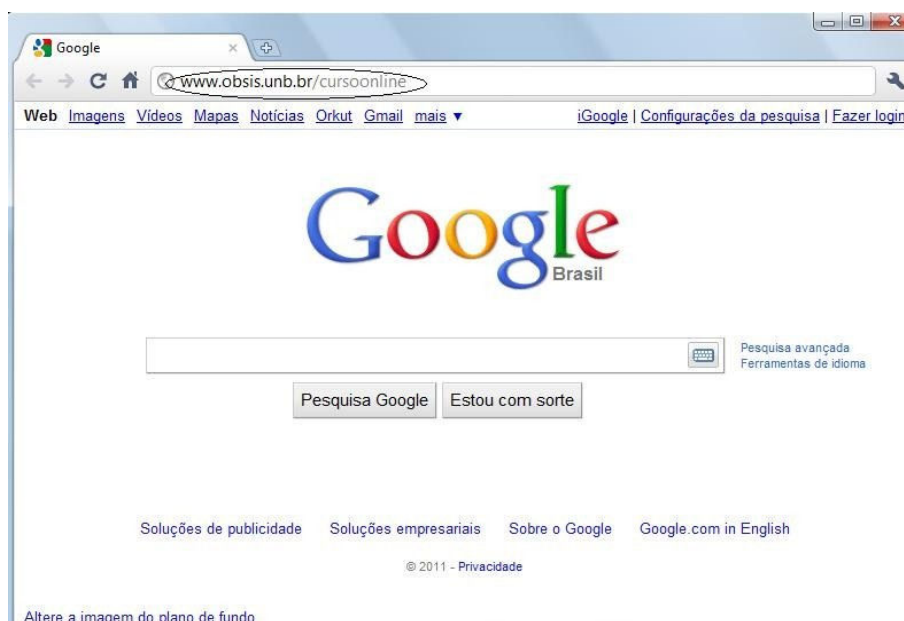 Google
www.obsis.unb.br/cursoonline
Web Imagens Vídeos Mapas Notícias Orkut Gmail mais ▼ iGoogle | Configurações da pesquisa | Fazer login
Google
Brasil
Pesquisa avançada
Ferramentas de idioma
Pesquisa Google Estou com sorte
Soluções de publicidade Soluções empresariais Sobre o Google Google.com in English
© 2011 - Privacidade
Altere a imagem do plano de fundo